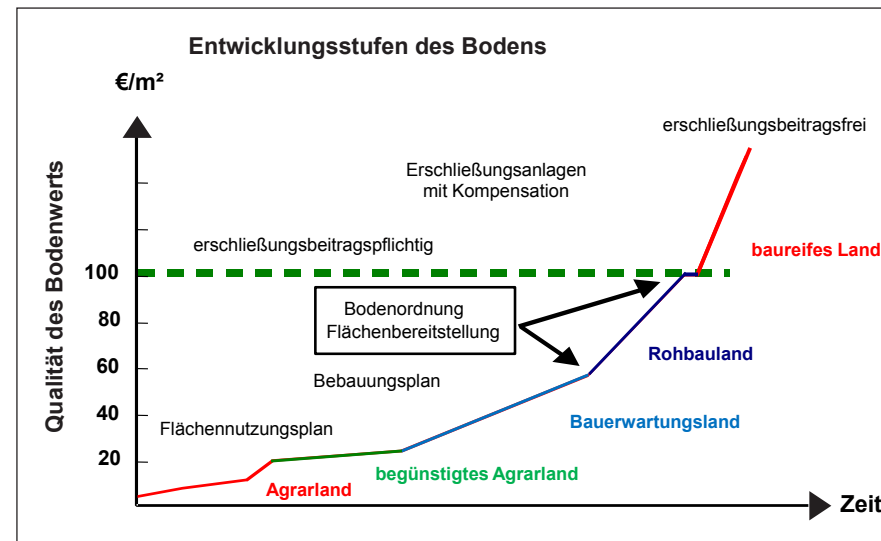 Entwicklungsstufen des Bodens
€/m²
erschließungsbeitragsfrei
Erschließungsanlagen
mit Kompensation
erschließungsbeitragspflichtig
baureifes Land
Qualität des Bodenwerts
100
80
60
40
20
Bodenordnung
Flächenbereitstellung
Rohbauland
Bebauungsplan
Bauerwartungsland
Flächennutzungsplan
begünstigtes Agrarland
Agrarland
Zeit